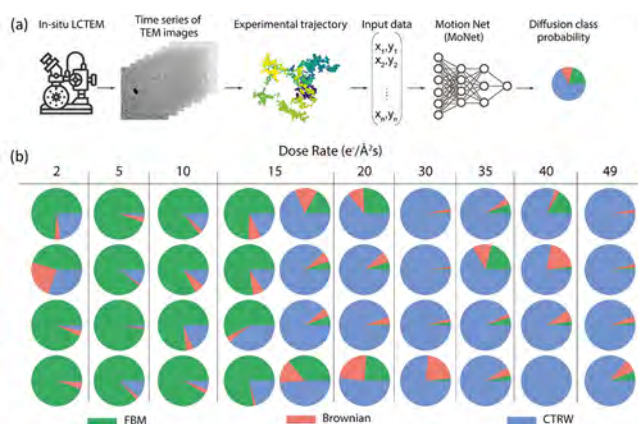 (a)
In-situ LCTEM
Time series of
TEM images
Experimental trajectory
Input data
Motion Net
(MoNet)
Diffusion class
probability
x₁,y₁
x₂,y₂
⋮
xₙ,yₙ
(b)
Dose Rate (e⁻/Å²s)
2 5 10 15 20 30 35 40 49
FBM Brownian CTRW